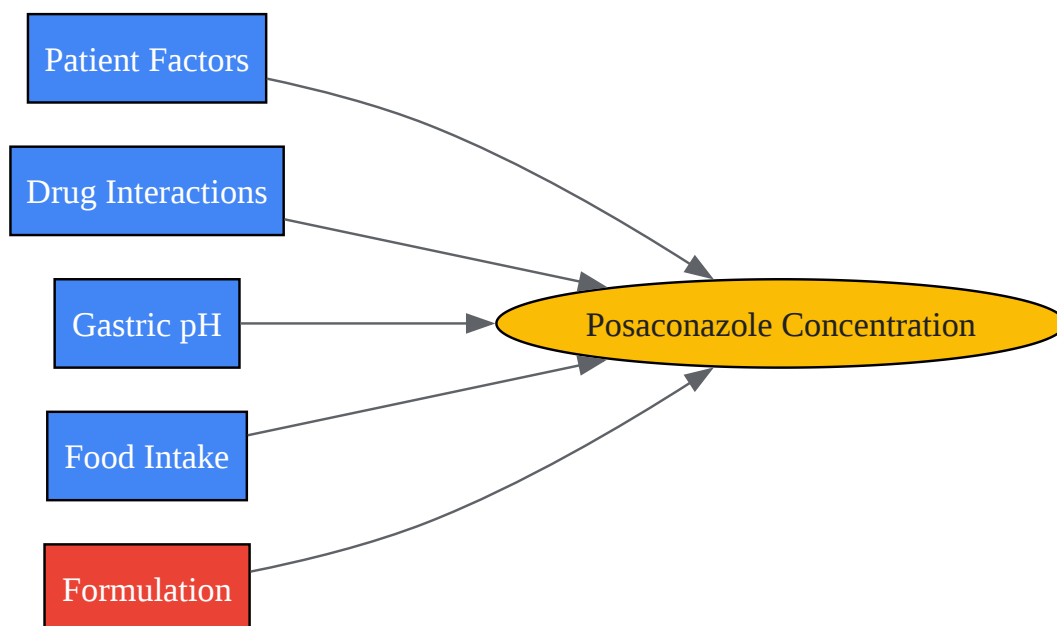 Patient Factors
Drug Interactions
Gastric pH
Posaconazole Concentration
Food Intake
Formulation